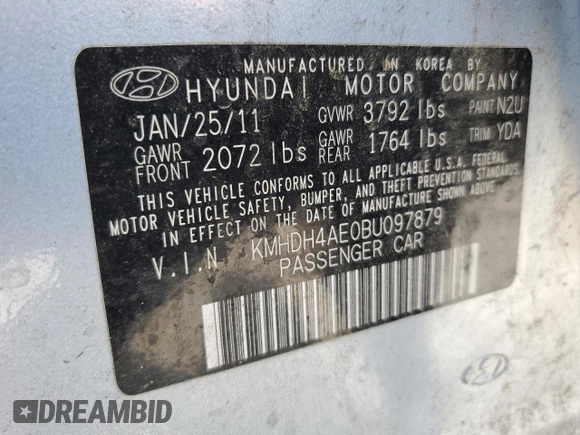 MANUFACTURED IN KOREA BY
HYUNDAI MOTOR COMPANY
JAN/25/11 GVWR 3792 lbs PAINT N2U
GAWR FRONT 2072 lbs GAWR REAR 1764 lbs TRIM YDA
THIS VEHICLE CONFORMS TO ALL APPLICABLE U.S.A. FEDERAL
MOTOR VEHICLE SAFETY, BUMPER, AND THEFT PREVENTION
STANDARDS IN EFFECT ON THE DATE OF MANUFACTURE SHOWN ABOVE.
V.I.N KMHDH4AE0BU097879
PASSENGER CAR
DREAMBID